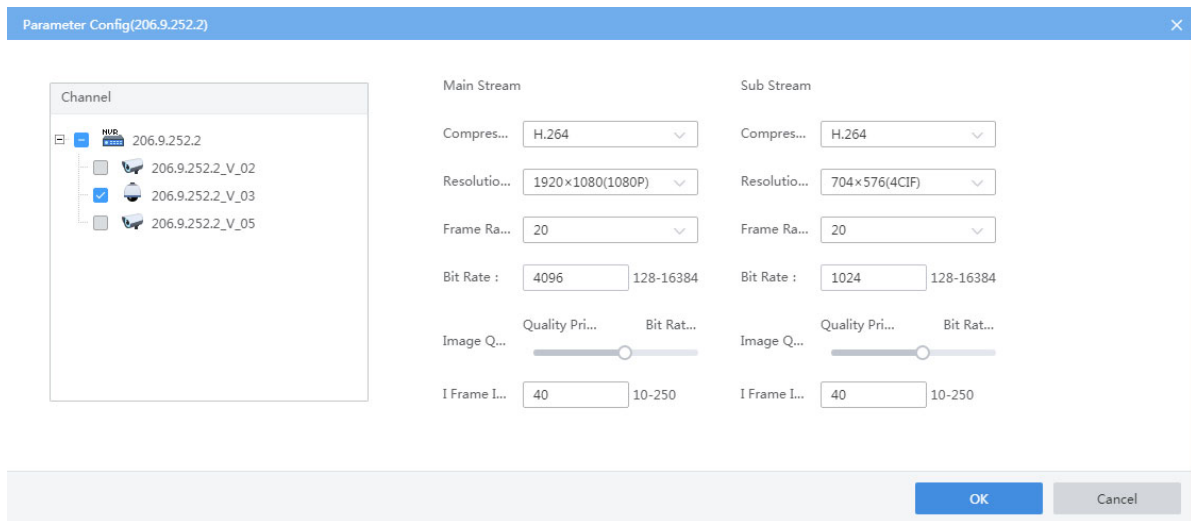 Parameter Config(206.9.252.2)
Channel
NVR
206.9.252.2
206.9.252.2_V_02
206.9.252.2_V_03
206.9.252.2_V_05
Main Stream
Compres... H.264
Resolutio... 1920×1080(1080P)
Frame Ra... 20
Bit Rate : 4096 128-16384
Quality Pri... Bit Rat...
Image Q...
I Frame I... 40 10-250
Sub Stream
Compres... H.264
Resolutio... 704×576(4CIF)
Frame Ra... 20
Bit Rate : 1024 128-16384
Quality Pri... Bit Rat...
Image Q...
I Frame I... 40 10-250
OK Cancel